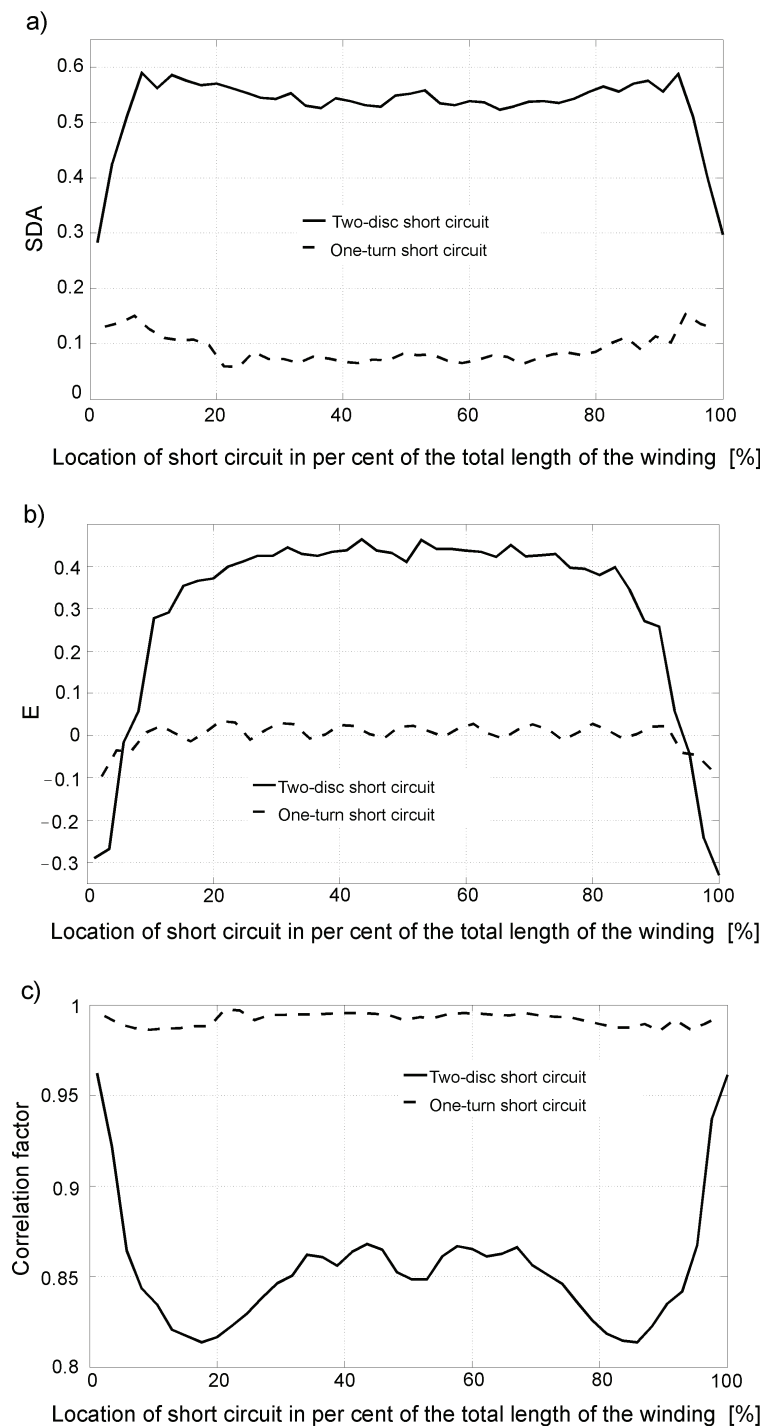 a)
0.6
0.5
0.4
0.3
0.2
0.1
0
SDA
Two-disc short circuit
One-turn short circuit
0 20 40 60 80 100
Location of short circuit in per cent of the total length of the winding [%]
b)
0.4
0.3
0.2
0.1
0
−0.1
−0.2
−0.3
E
Two-disc short circuit
One-turn short circuit
0 20 40 60 80 100
Location of short circuit in per cent of the total length of the winding [%]
c)
1
0.95
0.9
0.85
0.8
Correlation factor
Two-disc short circuit
One-turn short circuit
0 20 40 60 80 100
Location of short circuit in per cent of the total length of the winding [%]